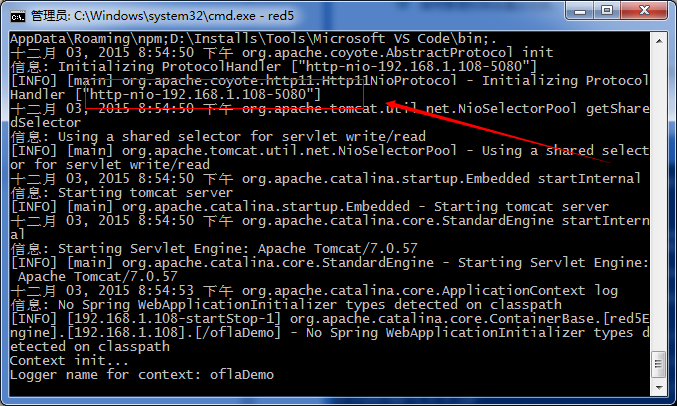 管理员: C:\Windows\system32\cmd.exe - red5
AppData\Roaming\npm;D:\Installs\Tools\Microsoft VS Code\bin;.
十二月 03, 2015 8:54:50 下午 org.apache.coyote.AbstractProtocol init
信息: Initializing ProtocolHandler ["http-nio-192.168.1.108-5080"]
[INFO] [main] org.apache.coyote.http11.Http11NioProtocol - Initializing Protocol
Handler ["http-nio-192.168.1.108-5080"]
十二月 03, 2015 8:54:50 下午 org.apache.tomcat.util.net.NioSelectorPool getShare
dSelector
信息: Using a shared selector for servlet write/read
[INFO] [main] org.apache.tomcat.util.net.NioSelectorPool - Using a shared select
or for servlet write/read
十二月 03, 2015 8:54:50 下午 org.apache.catalina.startup.Embedded startInternal
信息: Starting tomcat server
[INFO] [main] org.apache.catalina.startup.Embedded - Starting tomcat server
十二月 03, 2015 8:54:50 下午 org.apache.catalina.core.StandardEngine startIntern
al
信息: Starting Servlet Engine: Apache Tomcat/7.0.57
[INFO] [main] org.apache.catalina.core.StandardEngine - Starting Servlet Engine:
 Apache Tomcat/7.0.57
十二月 03, 2015 8:54:53 下午 org.apache.catalina.core.ApplicationContext log
信息: No Spring WebApplicationInitializer types detected on classpath
[INFO] [192.168.1.108-startStop-1] org.apache.catalina.core.ContainerBase.[red5E
ngine].[192.168.1.108].[/oflaDemo] - No Spring WebApplicationInitializer types d
etected on classpath
Context init...
Logger name for context: oflaDemo